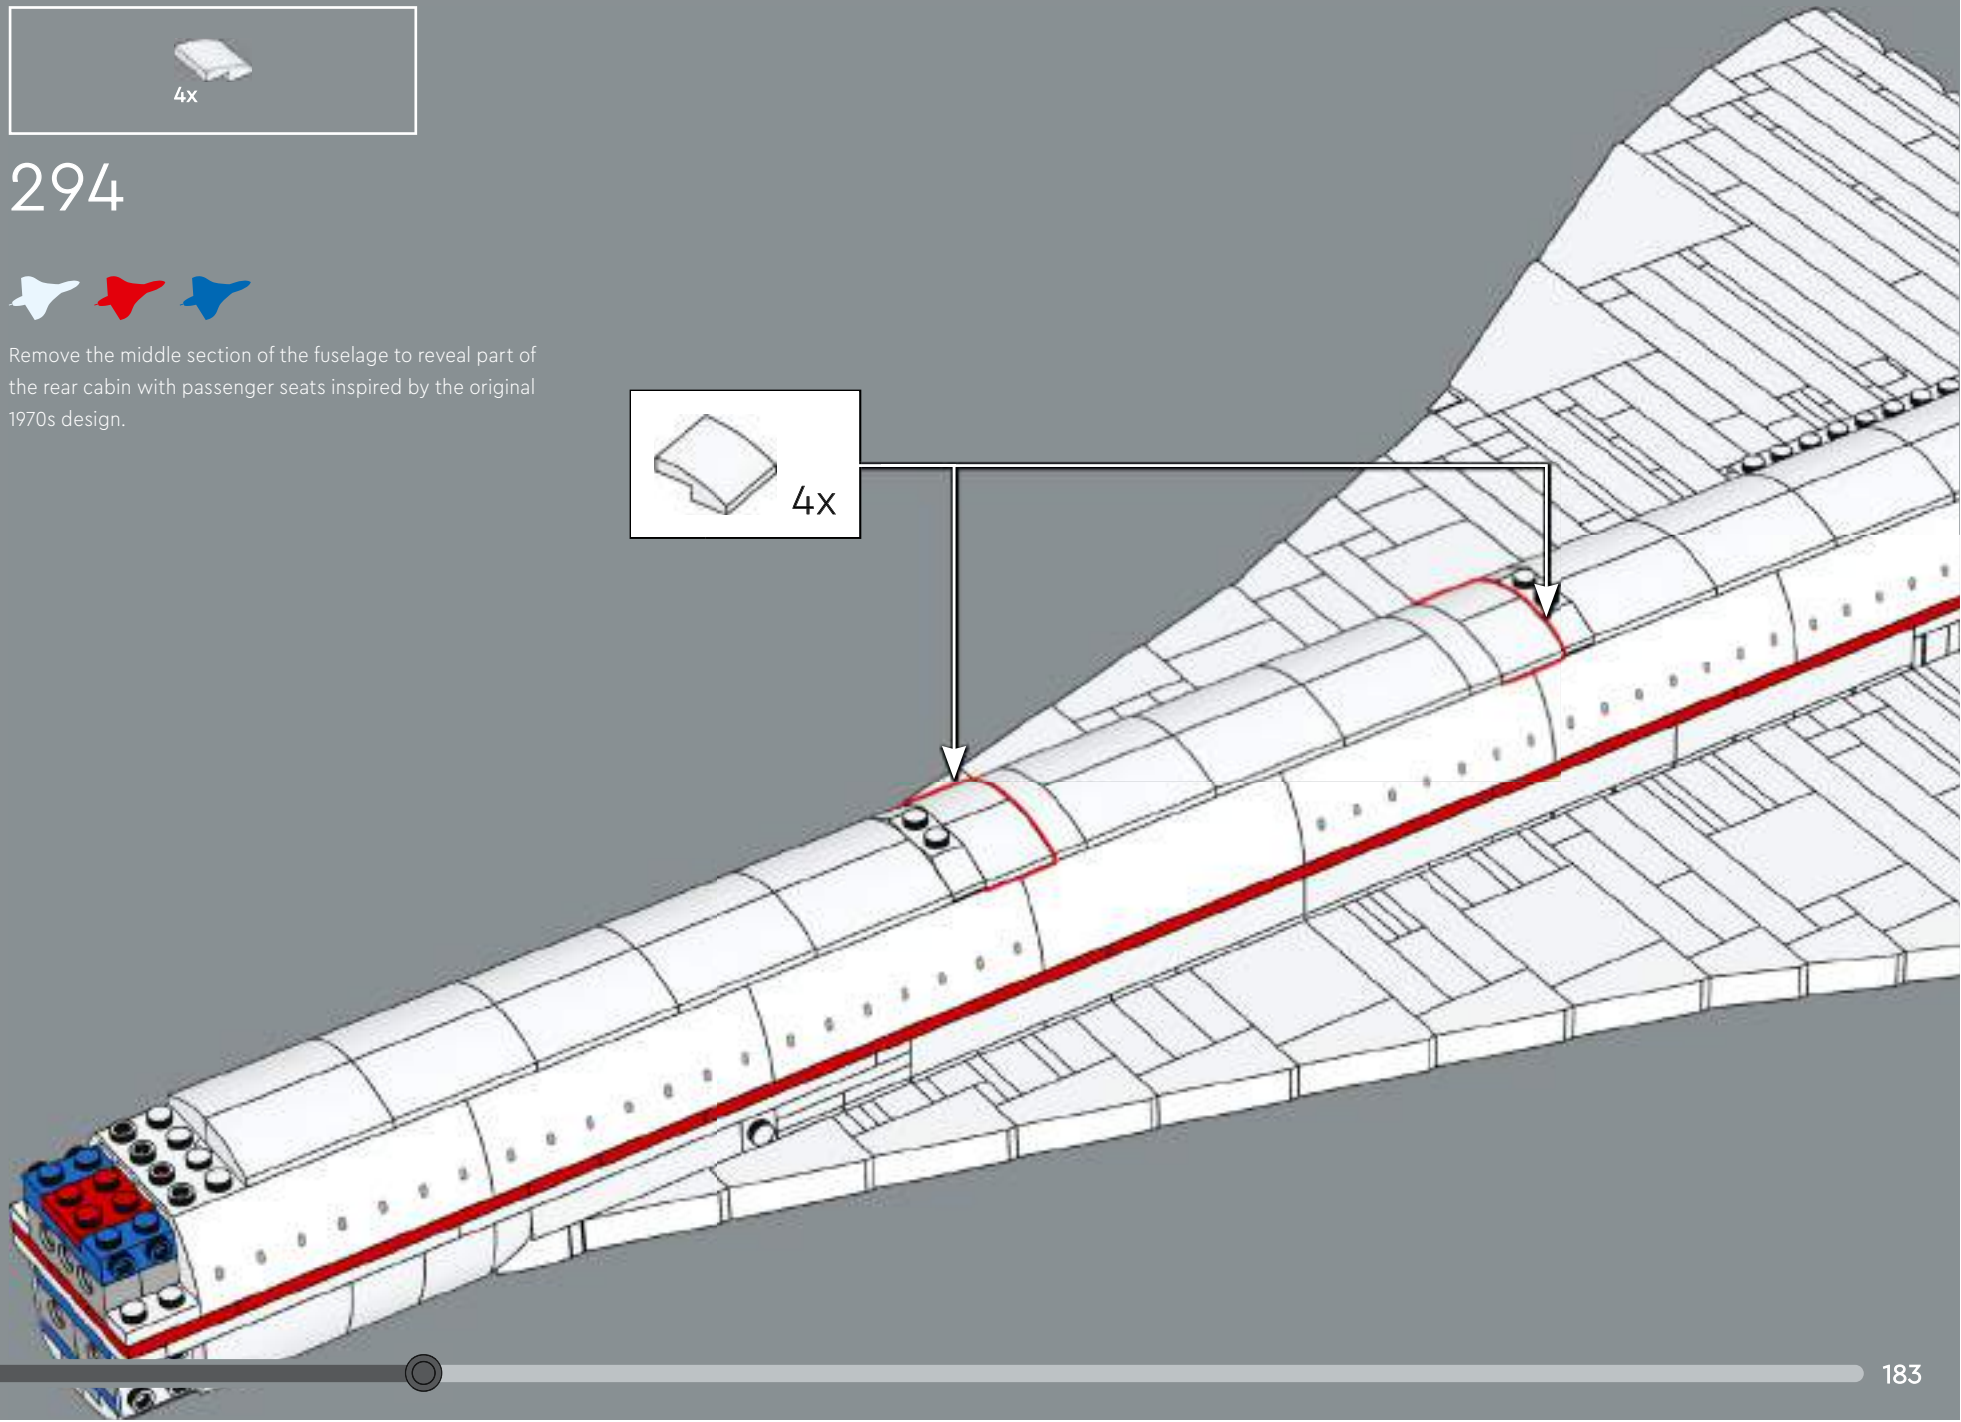 4x
294
Remove the middle section of the fuselage to reveal part of
the rear cabin with passenger seats inspired by the original
1970s design.
4x
183